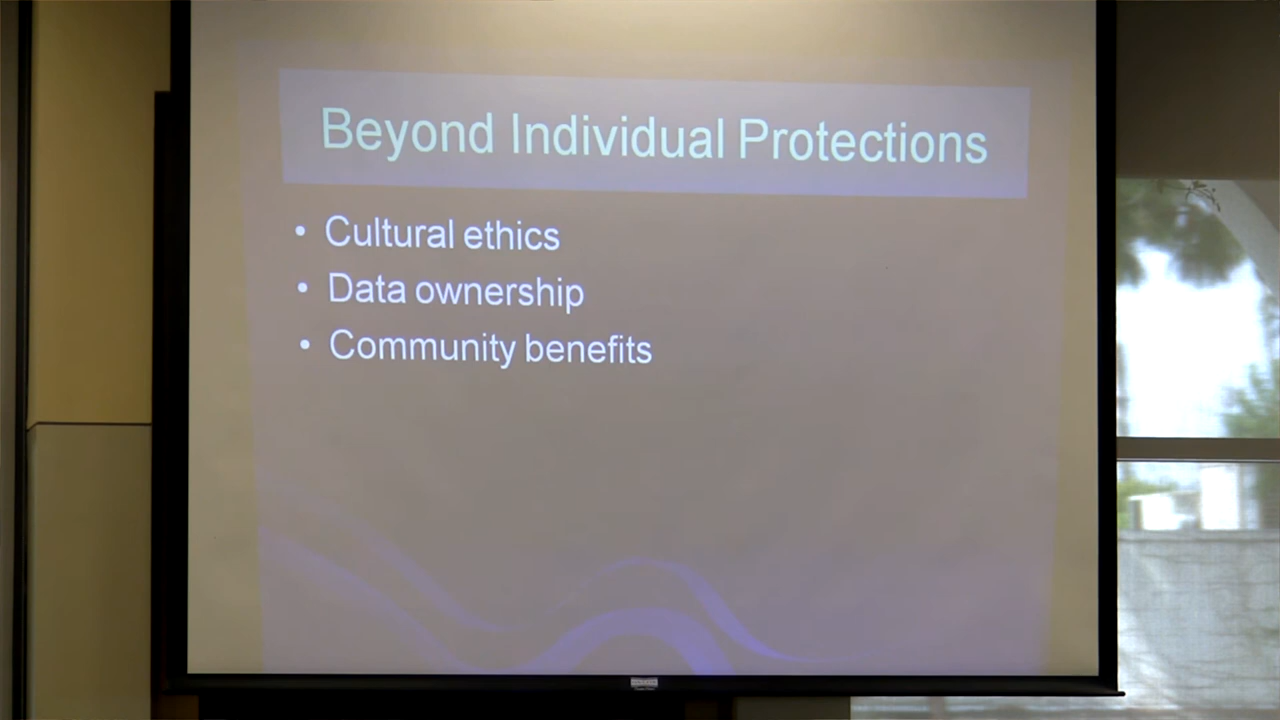 Beyond Individual Protections
• Cultural ethics
• Data ownership
• Community benefits